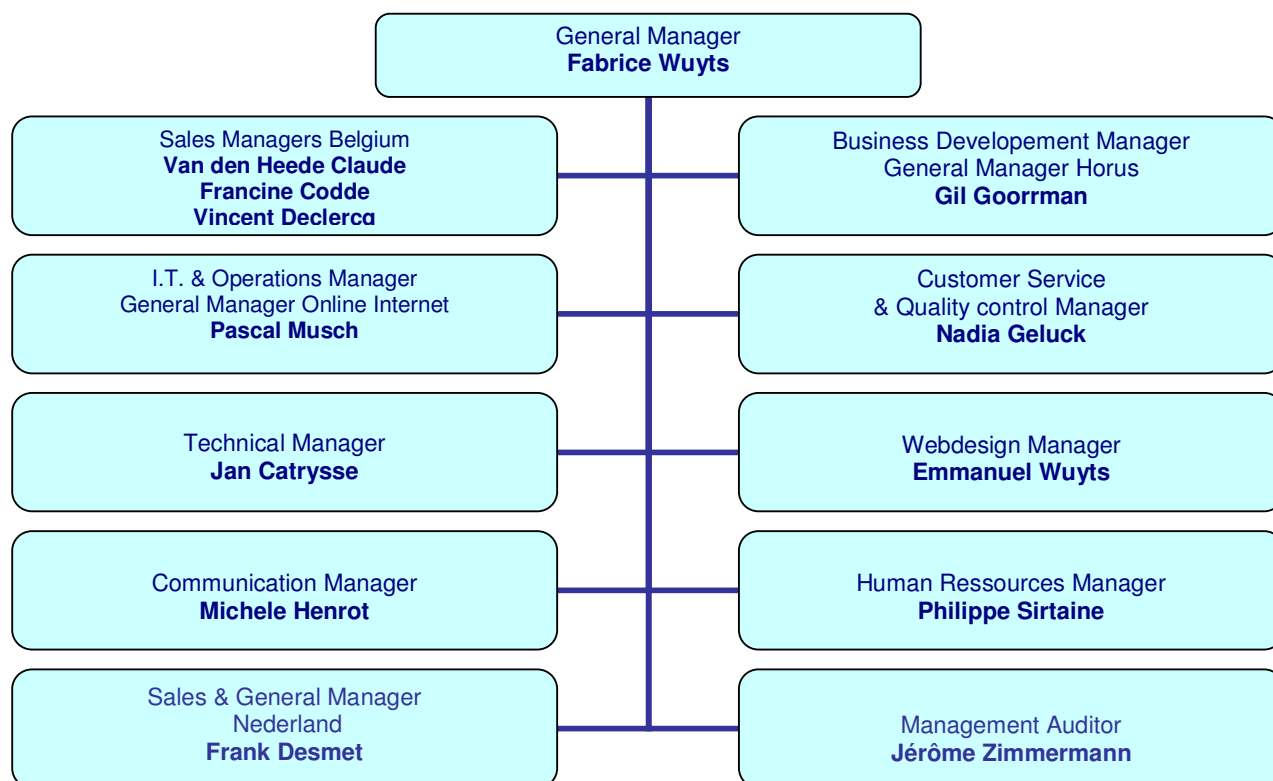 General Manager
Fabrice Wuyts
Sales Managers Belgium
Van den Heede Claude
Francine Codde
Vincent Declercq
Business Developement Manager
General Manager Horus
Gil Goorrman
I.T. & Operations Manager
General Manager Online Internet
Pascal Musch
Customer Service
& Quality control Manager
Nadia Geluck
Technical Manager
Jan Catrysse
Webdesign Manager
Emmanuel Wuyts
Communication Manager
Michele Henrot
Human Ressources Manager
Philippe Sirtaine
Sales & General Manager
Nederland
Frank Desmet
Management Auditor
Jérôme Zimmermann